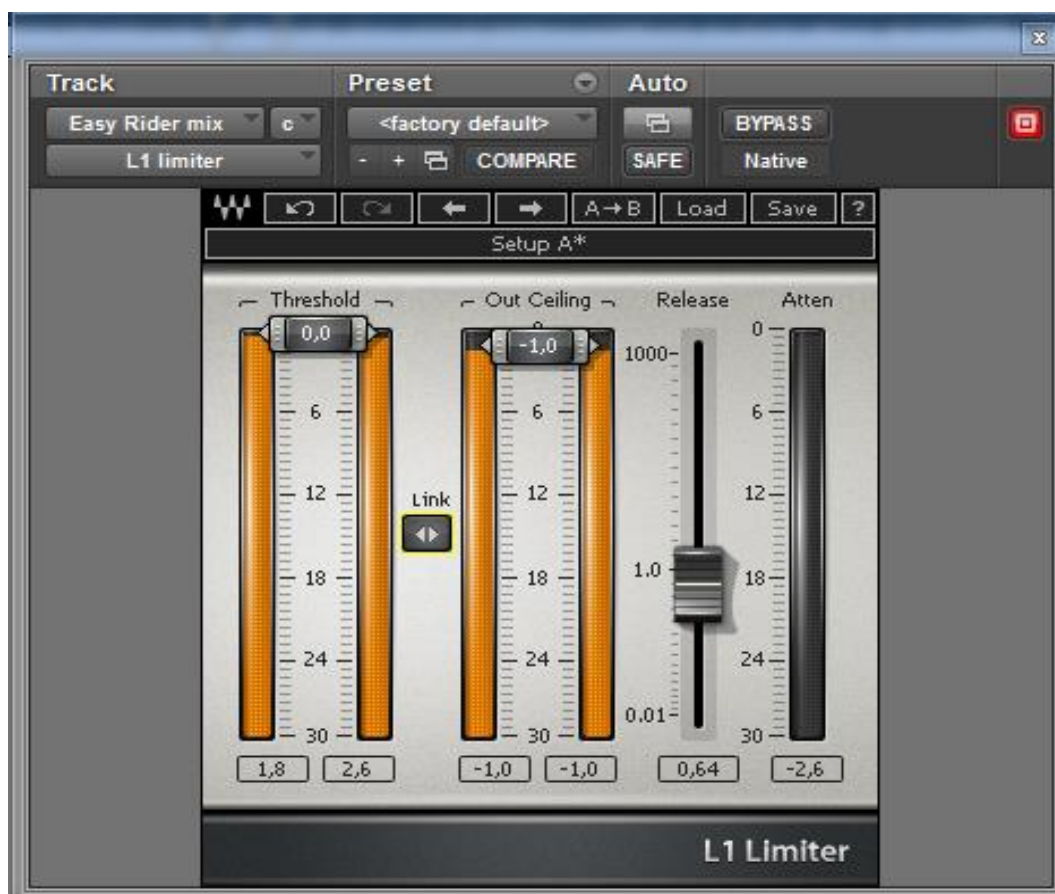 Track Preset Auto
Easy Rider mix c <factory default> BYPASS
L1 limiter - + COMPARE SAFE Native
A→B Load Save ?
Setup A*
Threshold Out Ceiling Release Atten
0,0 0 -1,0 1000 0
6 6 6
12 Link 12 12
18 18 1.0 18
24 24 24
30 30 0.01 30
1,8 2,6 -1,0 -1,0 0,64 -2,6
L1 Limiter